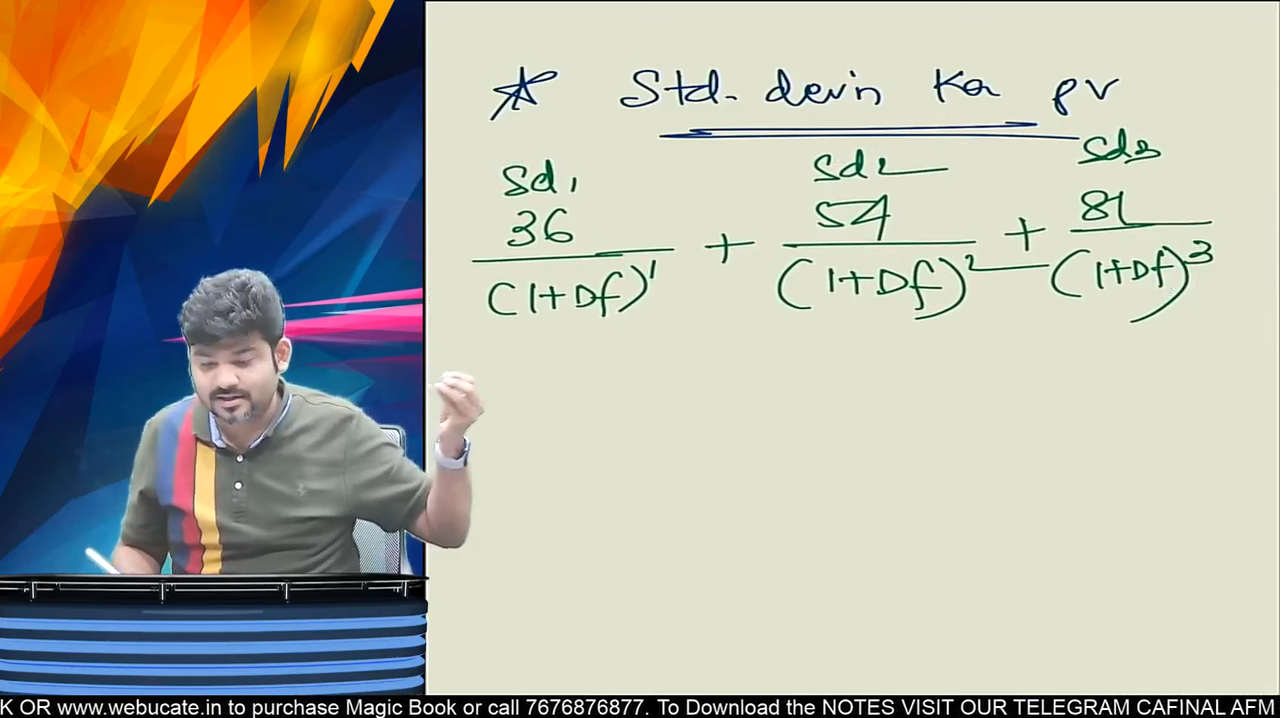 * Std. devin Ka PV
Sd1 Sd2 Sd3
36 54 81
(1+Df)^1 + (1+Df)^2 + (1+Df)^3
K OR www.webucate.in to purchase Magic Book or call 7676876877. To Download the NOTES VISIT OUR TELEGRAM CAFINAL AFM